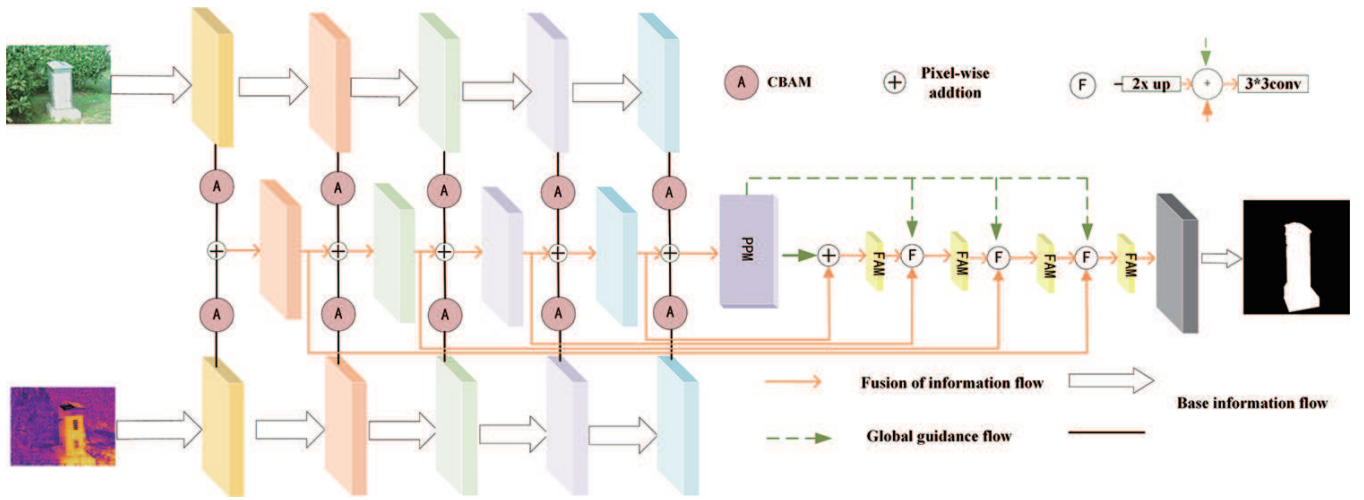 A CBAM
+ Pixel-wise
addtion
F 2x up + 3*3conv
A A A A A
+ + + + +
PPM
+ FAM F FAM F FAM F FAM
A A A A A
Fusion of information flow
Base information flow
Global guidance flow